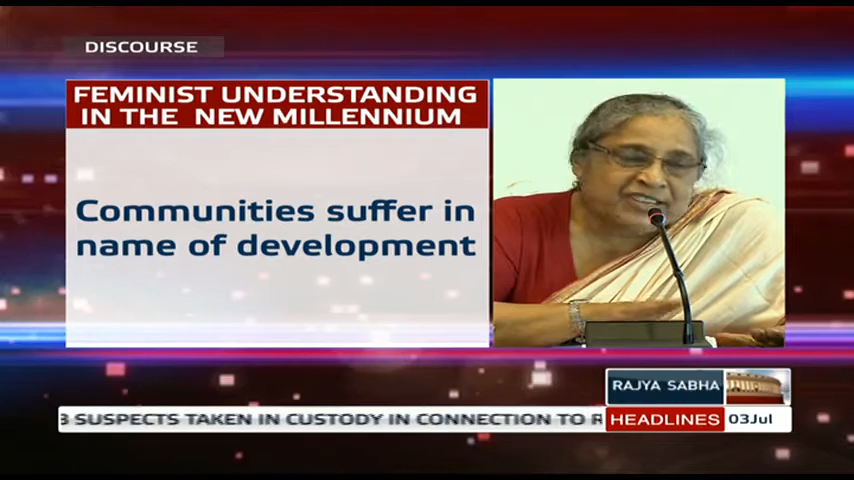 DISCOURSE
FEMINIST UNDERSTANDING
IN THE NEW MILLENNIUM
Communities suffer in
name of development
RAJYA SABHA
SUSPECTS TAKEN IN CUSTODY IN CONNECTION TO
HEADLINES
03Jul